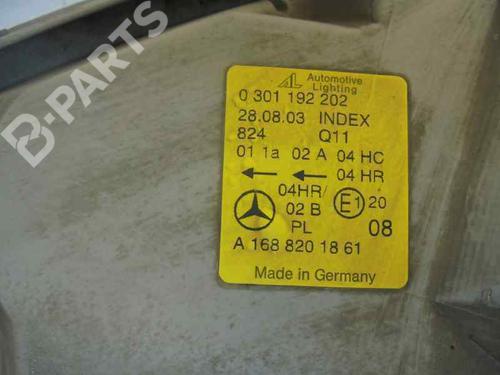 B-PARTS
AL Automotive
Lighting
0 301 192 202
28.08.03 INDEX
824 Q11
01 1a 02 A 04 HC
04 HR
04HR/
02 B E1 20
PL 08
A 168 820 18 61
Made in Germany